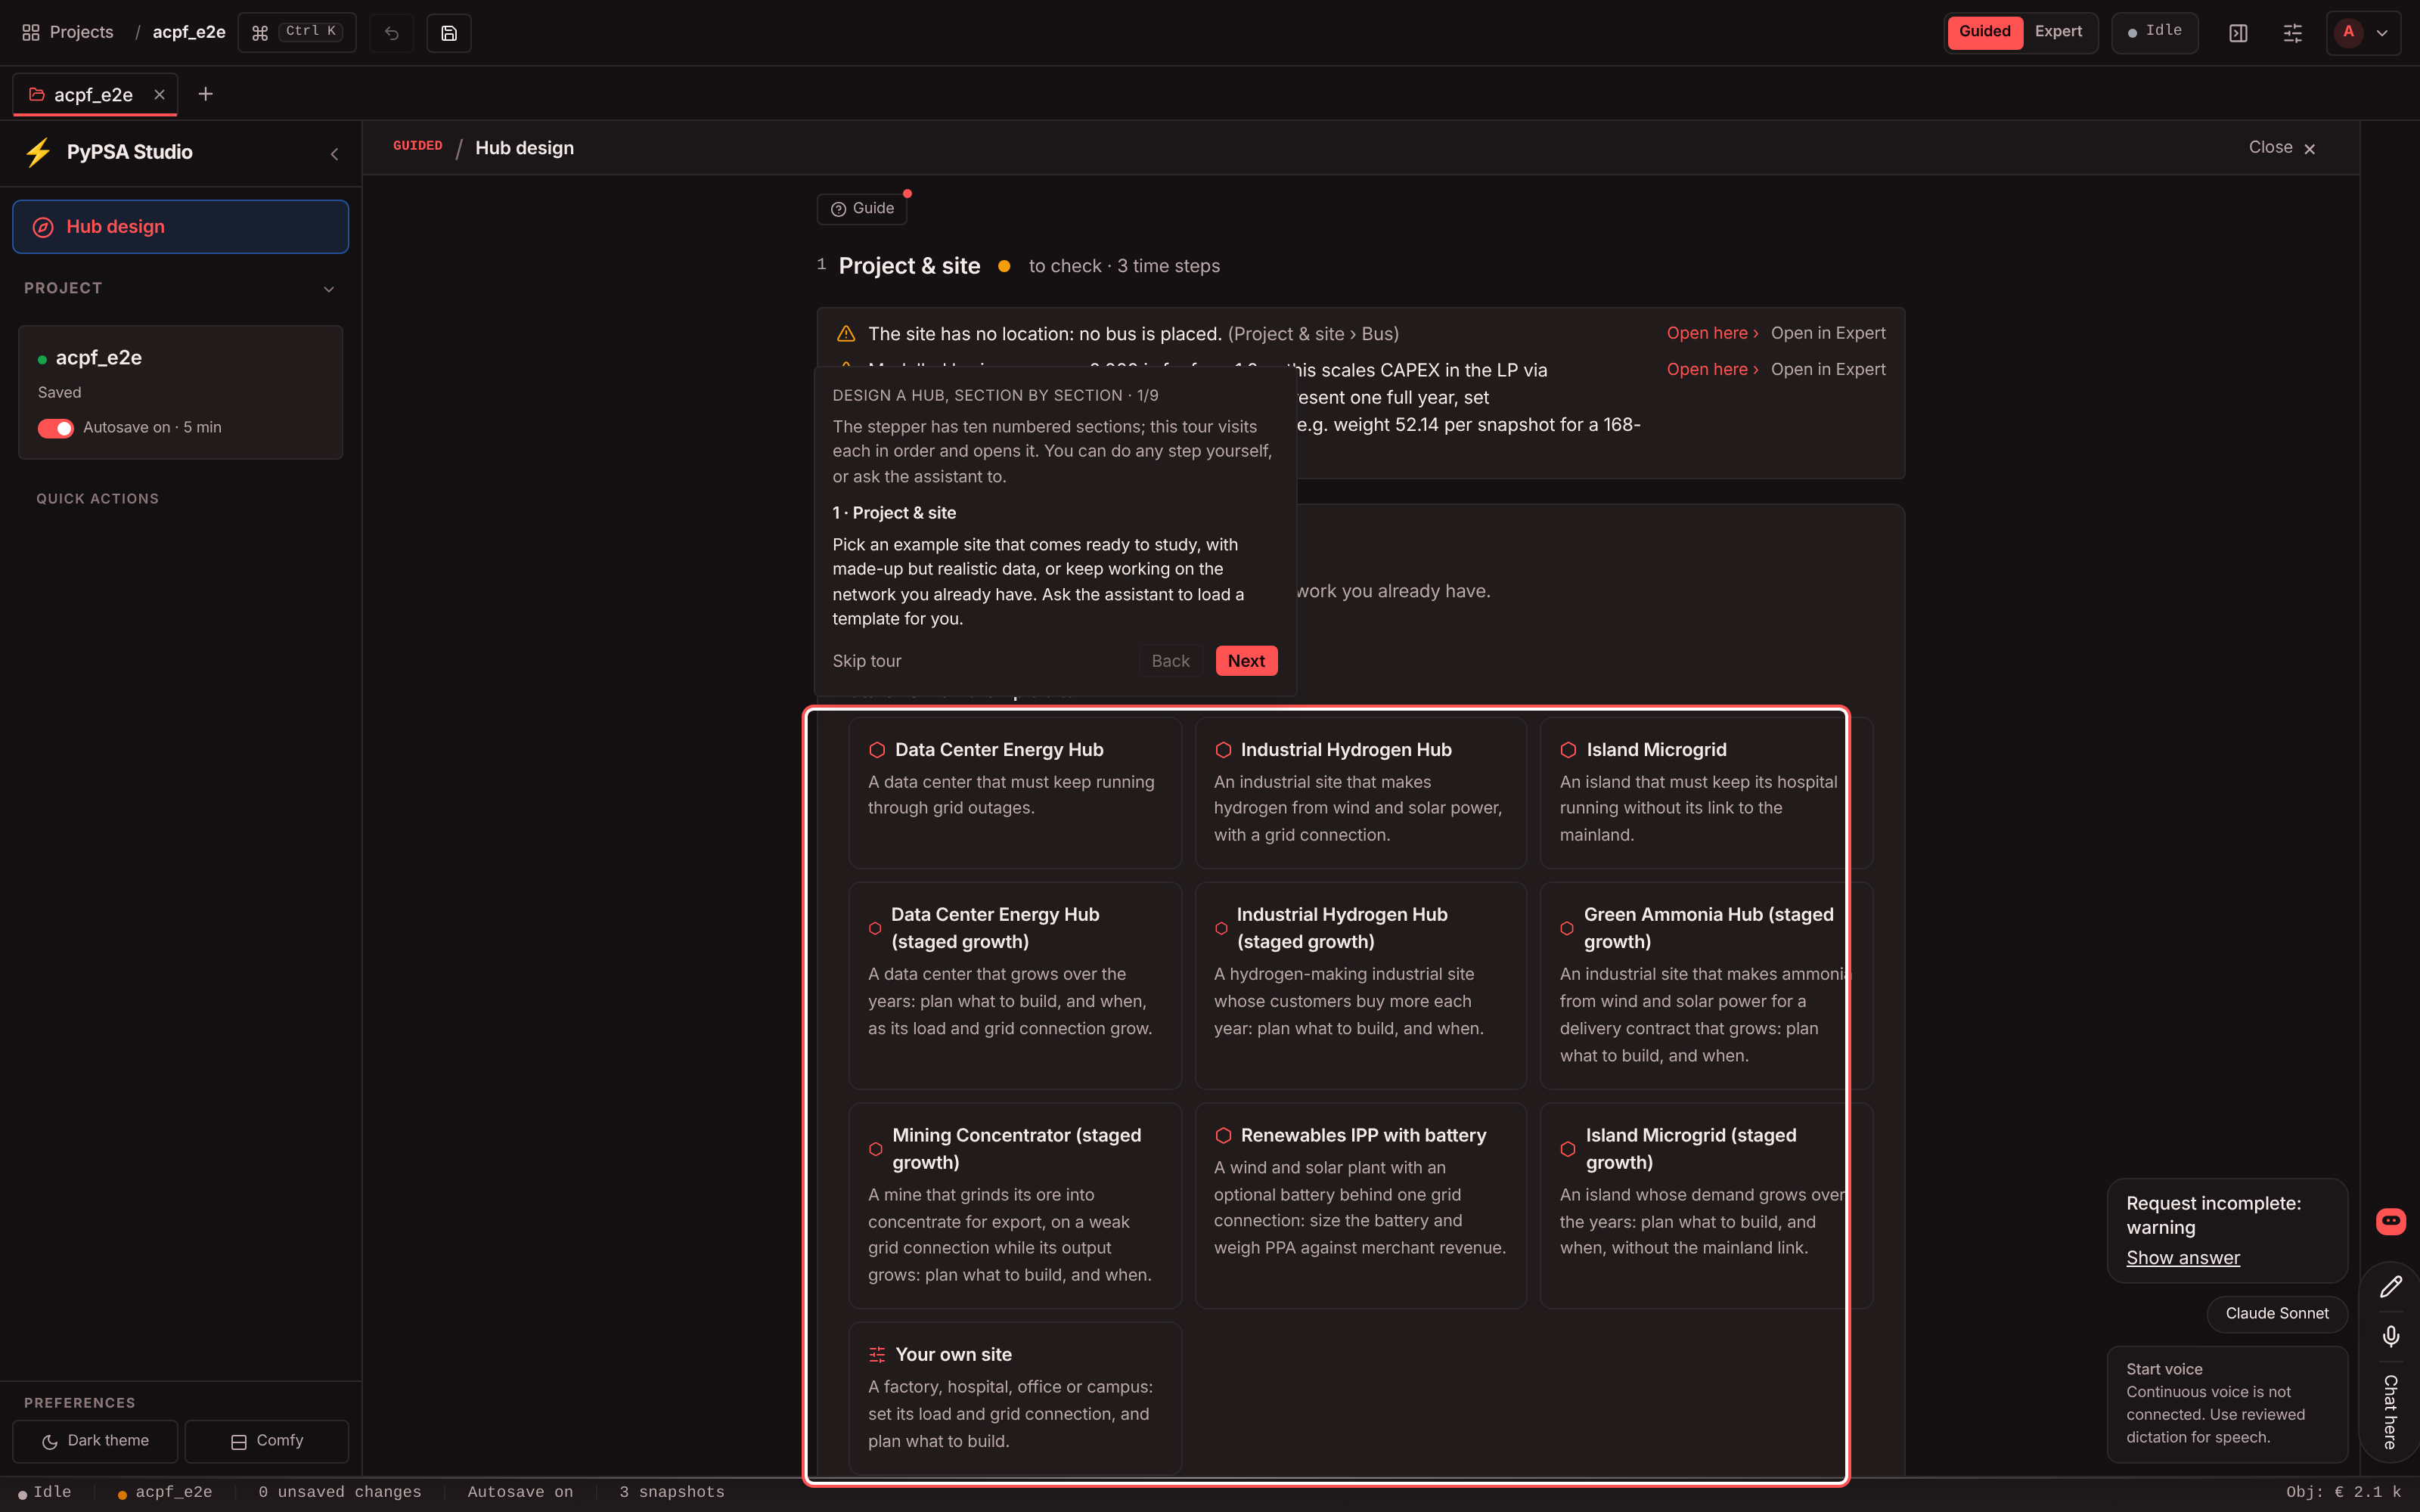 Projects / acpf_e2e Ctrl K
Guided Expert Idle A
acpf_e2e
PyPSA Studio
GUIDED / Hub design
Close
Hub design
PROJECT
acpf_e2e
Saved
Autosave on · 5 min
QUICK ACTIONS
Guide
1 Project & site to check · 3 time steps
The site has no location: no bus is placed. (Project & site › Bus) Open here › Open in Expert
this scales CAPEX in the LP via Open here › Open in Expert
resent one full year, set
e.g. weight 52.14 per snapshot for a 168-
DESIGN A HUB, SECTION BY SECTION · 1/9
The stepper has ten numbered sections; this tour visits
each in order and opens it. You can do any step yourself,
or ask the assistant to.
1 · Project & site
Pick an example site that comes ready to study, with
made-up but realistic data, or keep working on the
network you already have. Ask the assistant to load a
template for you.
Skip tour Back Next
work you already have.
Data Center Energy Hub
A data center that must keep running
through grid outages.
Industrial Hydrogen Hub
An industrial site that makes
hydrogen from wind and solar power,
with a grid connection.
Island Microgrid
An island that must keep its hospital
running without its link to the
mainland.
Data Center Energy Hub
(staged growth)
A data center that grows over the
years: plan what to build, and when,
as its load and grid connection grow.
Industrial Hydrogen Hub
(staged growth)
A hydrogen-making industrial site
whose customers buy more each
year: plan what to build, and when.
Green Ammonia Hub (staged
growth)
An industrial site that makes ammonia
from wind and solar power for a
delivery contract that grows: plan
what to build, and when.
Mining Concentrator (staged
growth)
A mine that grinds its ore into
concentrate for export, on a weak
grid connection while its output
grows: plan what to build, and when.
Renewables IPP with battery
A wind and solar plant with an
optional battery behind one grid
connection: size the battery and
weigh PPA against merchant revenue.
Island Microgrid (staged
growth)
An island whose demand grows over
the years: plan what to build, and
when, without the mainland link.
Your own site
A factory, hospital, office or campus:
set its load and grid connection, and
plan what to build.
Request incomplete:
warning
Show answer
Claude Sonnet
Start voice
Continuous voice is not
connected. Use reviewed
dictation for speech.
Chat here
PREFERENCES
Dark theme Comfy
Idle acpf_e2e 0 unsaved changes Autosave on 3 snapshots Obj: € 2.1 k